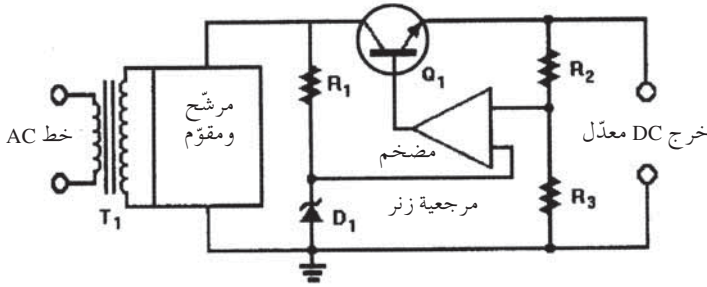 Q1
R2
R1
مرشّح
ومقوّم
خط AC
مضخم
خرج DC معدّل
مرجعية زنر
R3
T1
D1